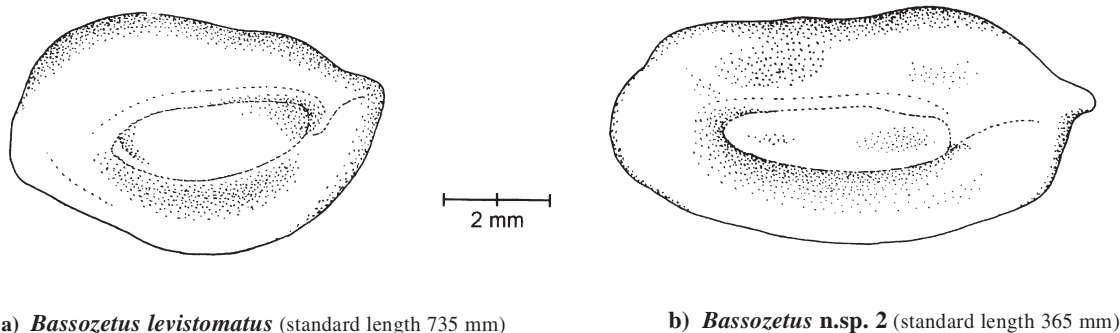 2 mm
a) Bassozetus levistomatus (standard length 735 mm)
b) Bassozetus n.sp. 2 (standard length 365 mm)